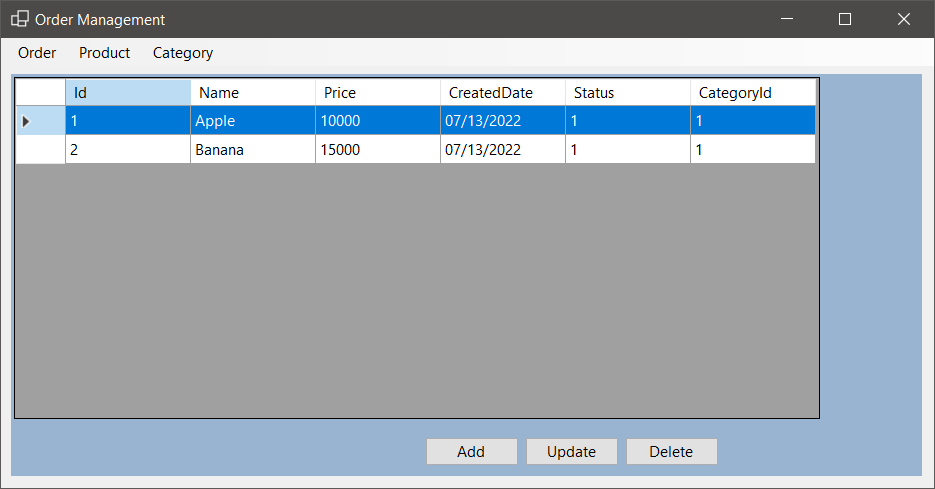 Order Management
Order Product Category
Id Name Price CreatedDate Status CategoryId
1 Apple 10000 07/13/2022 1 1
2 Banana 15000 07/13/2022 1 1
Add Update Delete